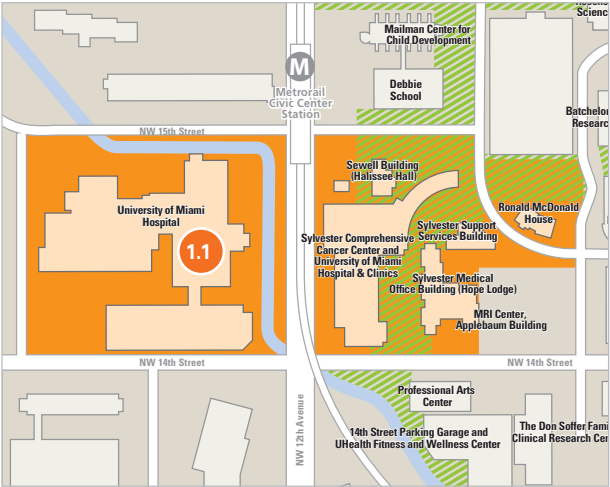 Scienc
Mailman Center for
Child Development
M
Metrorail
Civic Center
Station
Debbie
School
Batchelor
Researc
NW 15th Street
Sewell Building
(Halissee Hall)
University of Miami
Hospital
1.1
Ronald McDonald
House
Sylvester Support
Services Building
Sylvester Comprehensive
Cancer Center and
University of Miami
Hospital & Clinics
Sylvester Medical
Office Building (Hope Lodge)
MRI Center,
Applebaum Building
NW 14th Street
NW 14th Street
NW 12th Avenue
Professional Arts
Center
14th Street Parking Garage and
UHealth Fitness and Wellness Center
The Don Soffer Fami
Clinical Research Cen